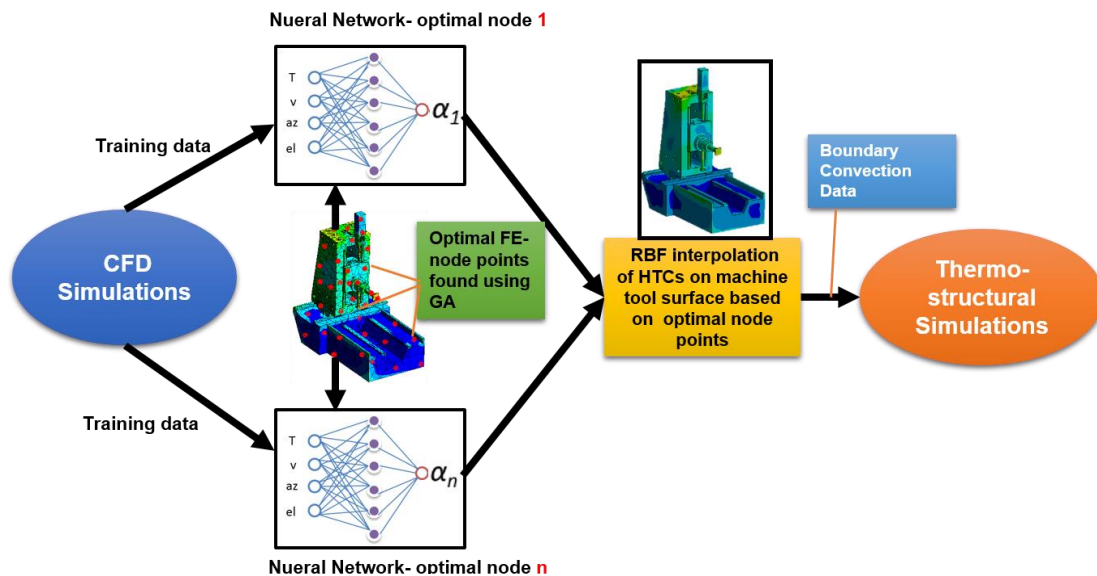 Nueral Network- optimal node 1
T
v
az
el
α1
Training data
CFD
Simulations
Optimal FE-
node points
found using
GA
Boundary
Convection
Data
RBF interpolation
of HTCs on machine
tool surface based
on optimal node
points
Thermo-
structural
Simulations
Training data
T
v
az
el
αn
Nueral Network- optimal node n